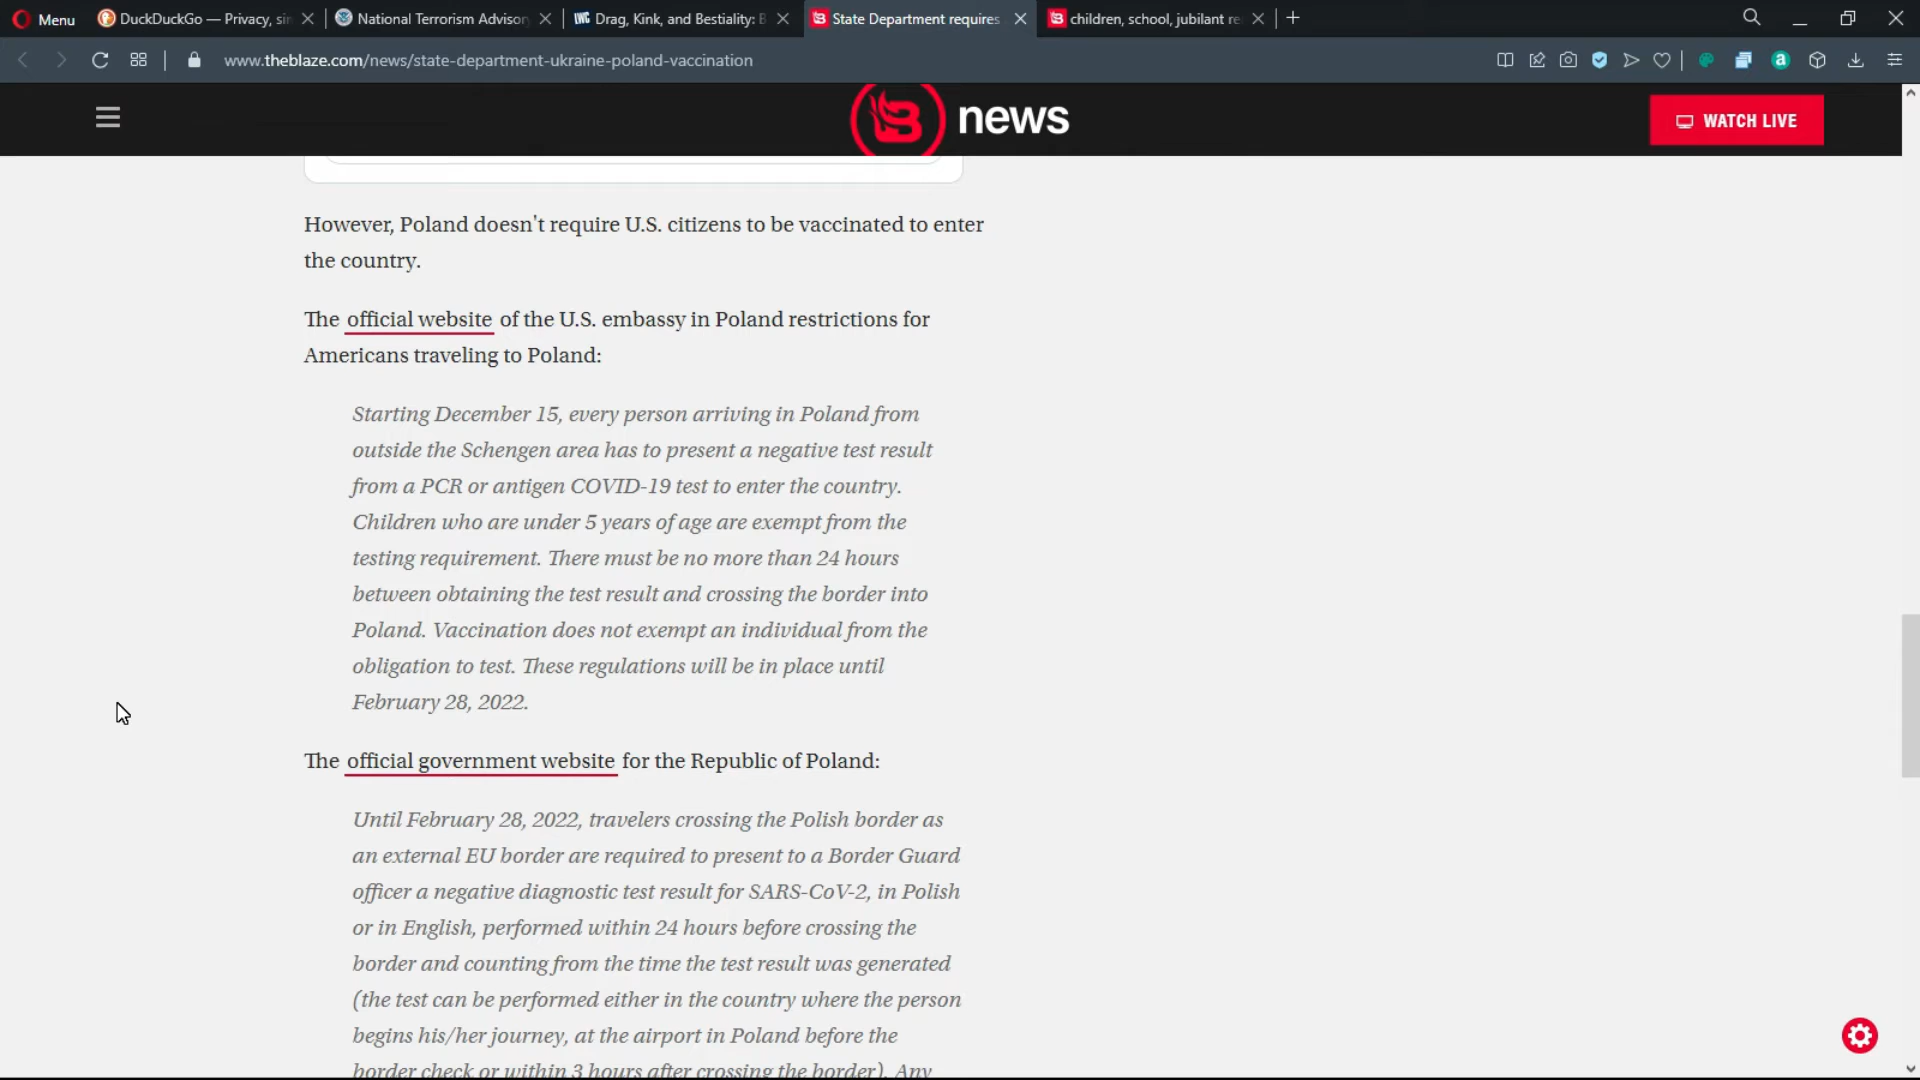 Menu
DuckDuckGo — Privacy, sim
National Terrorism Advisor
IWC Drag, Kink, and Bestiality: B
State Department requires
children, school, jubilant re
www.theblaze.com/news/state-department-ukraine-poland-vaccination
news
WATCH LIVE
However, Poland doesn't require U.S. citizens to be vaccinated to enter
the country.
The official website of the U.S. embassy in Poland restrictions for
Americans traveling to Poland:
Starting December 15, every person arriving in Poland from
outside the Schengen area has to present a negative test result
from a PCR or antigen COVID-19 test to enter the country.
Children who are under 5 years of age are exempt from the
testing requirement. There must be no more than 24 hours
between obtaining the test result and crossing the border into
Poland. Vaccination does not exempt an individual from the
obligation to test. These regulations will be in place until
February 28, 2022.
The official government website for the Republic of Poland:
Until February 28, 2022, travelers crossing the Polish border as
an external EU border are required to present to a Border Guard
officer a negative diagnostic test result for SARS-CoV-2, in Polish
or in English, performed within 24 hours before crossing the
border and counting from the time the test result was generated
(the test can be performed either in the country where the person
begins his/her journey, at the airport in Poland before the
border check or within 3 hours after crossing the border). Any